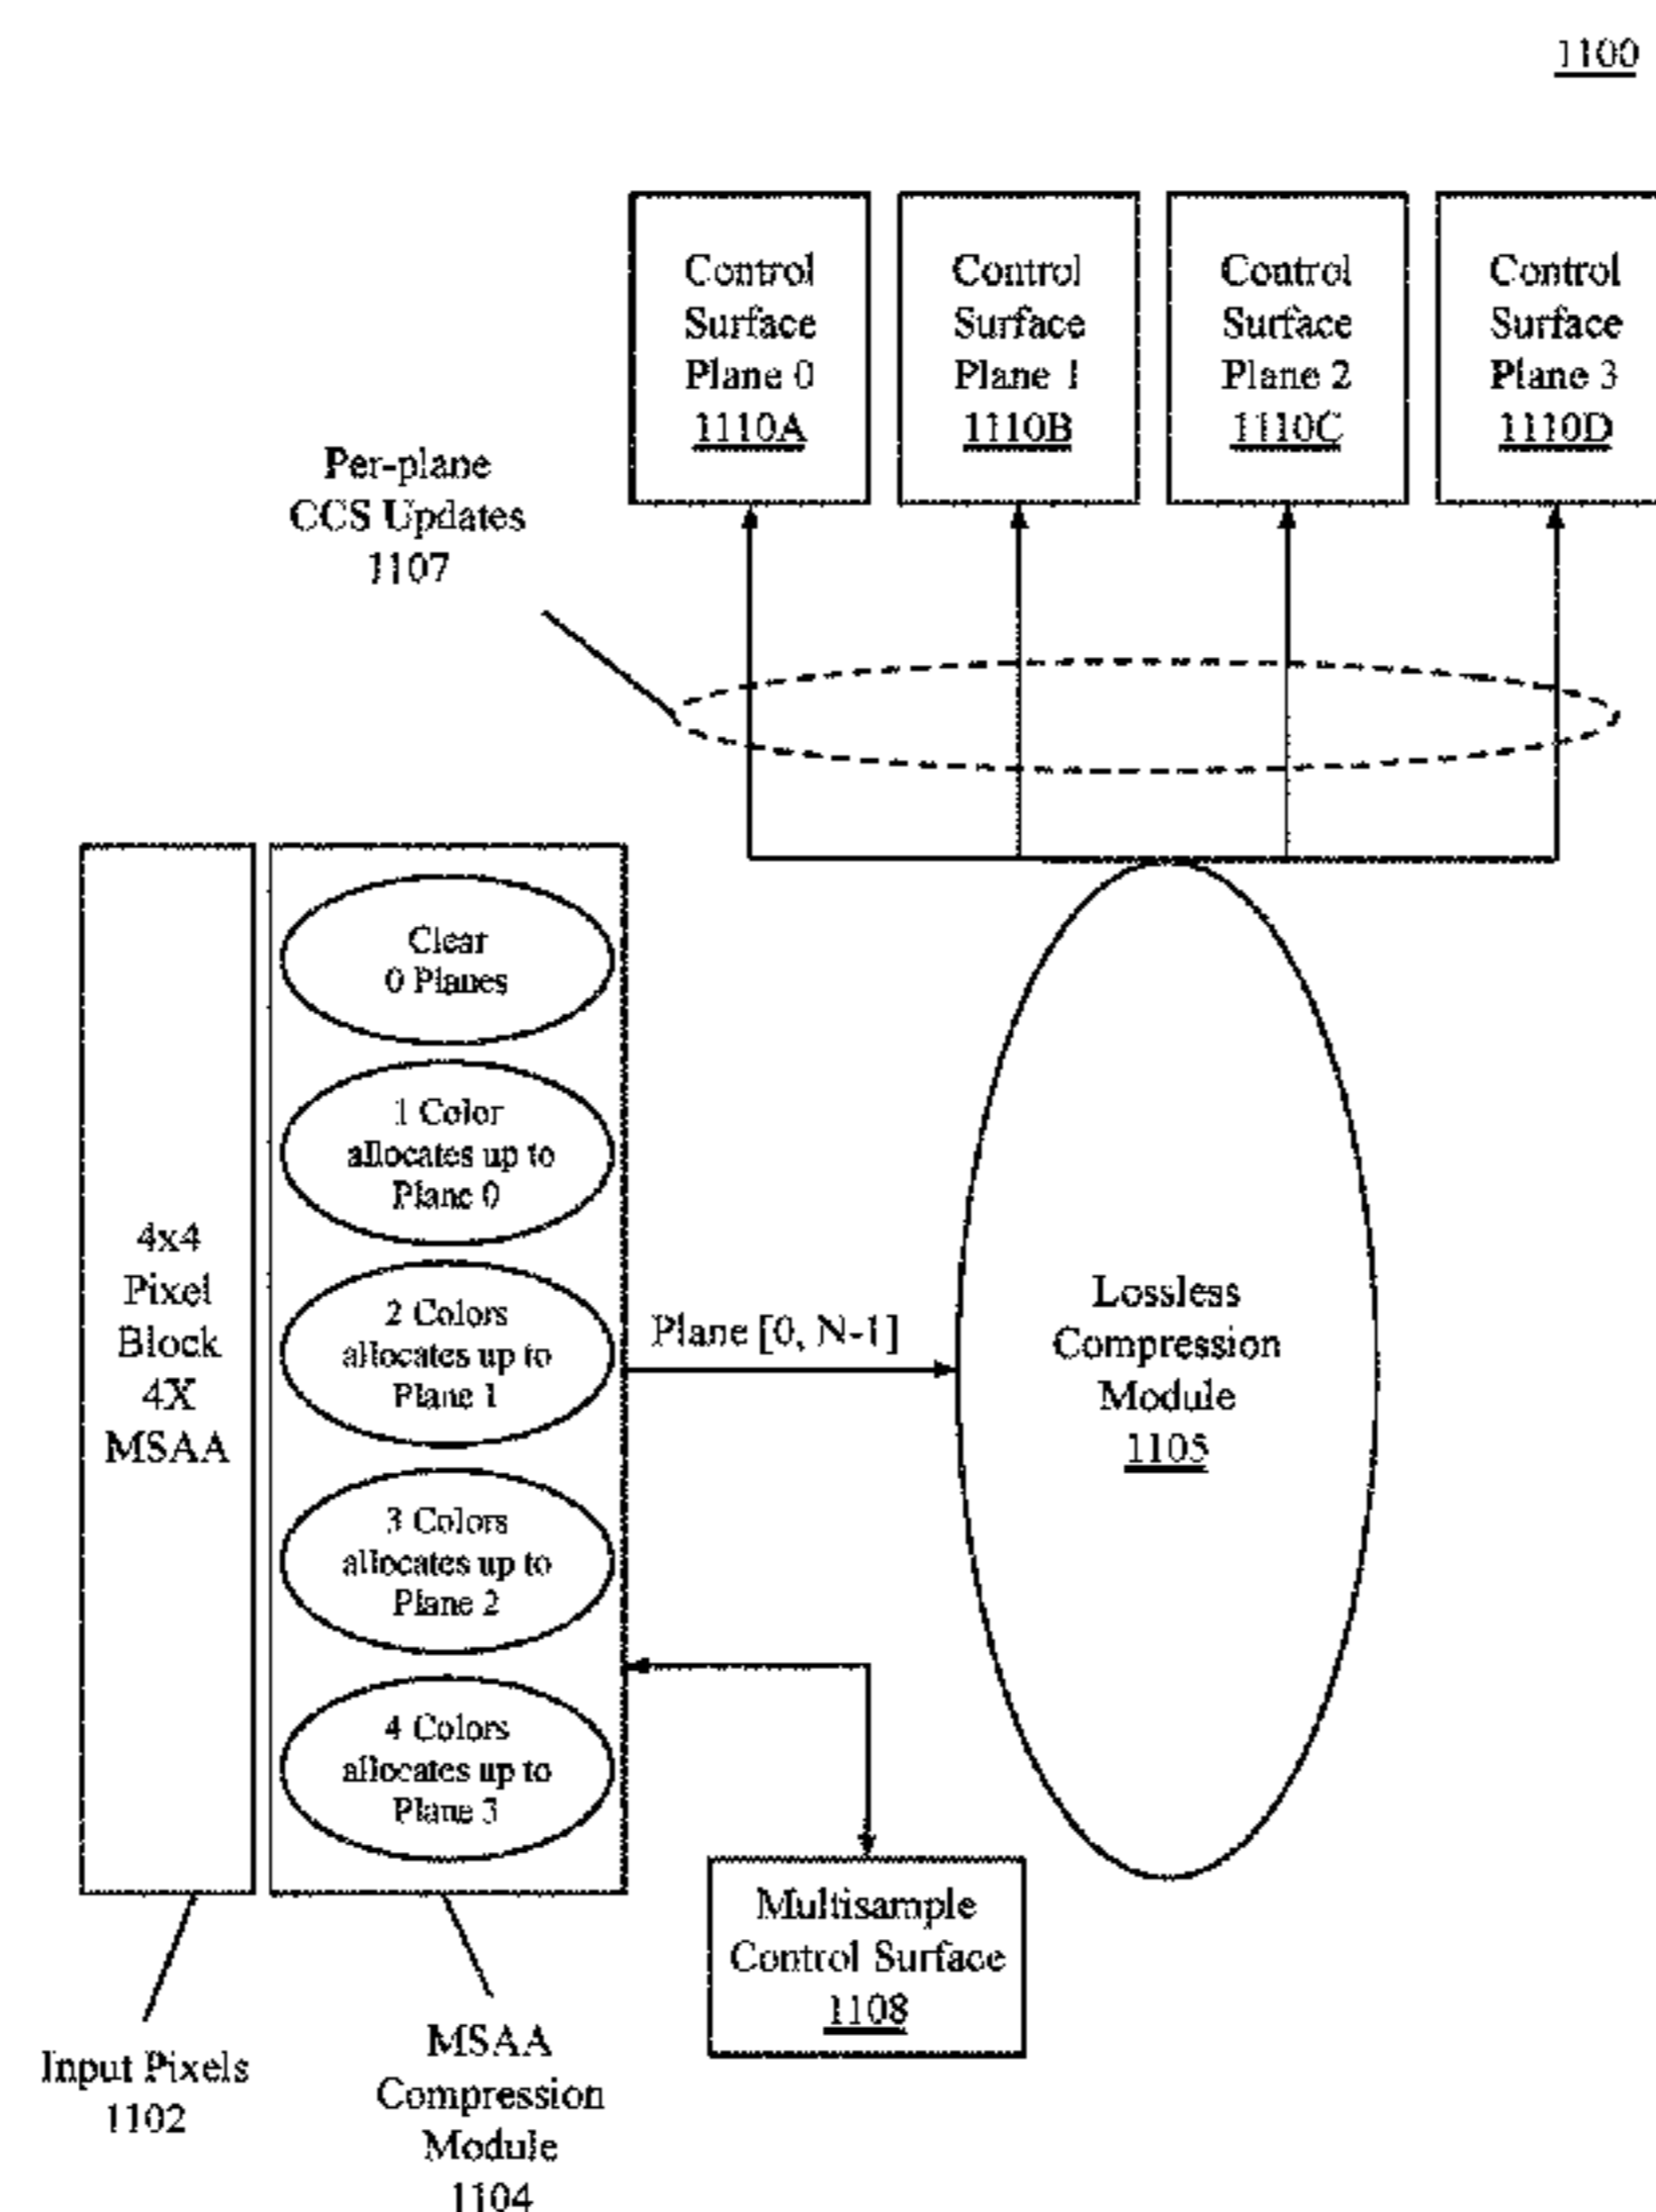 1100
Control
Surface
Plane 0
1110A
Control
Surface
Plane 1
1110B
Control
Surface
Plane 2
1110C
Control
Surface
Plane 3
1110D
Per-plane
CCS Updates
1107
4x4
Pixel
Block
4X
MSAA
Clear
0 Planes
1 Color
allocates up to
Plane 0
2 Colors
allocates up to
Plane 1
3 Colors
allocates up to
Plane 2
4 Colors
allocates up to
Plane 3
Plane [0, N-1]
Lossless
Compression
Module
1105
Multisample
Control Surface
1108
Input Pixels
1102
MSAA
Compression
Module
1104